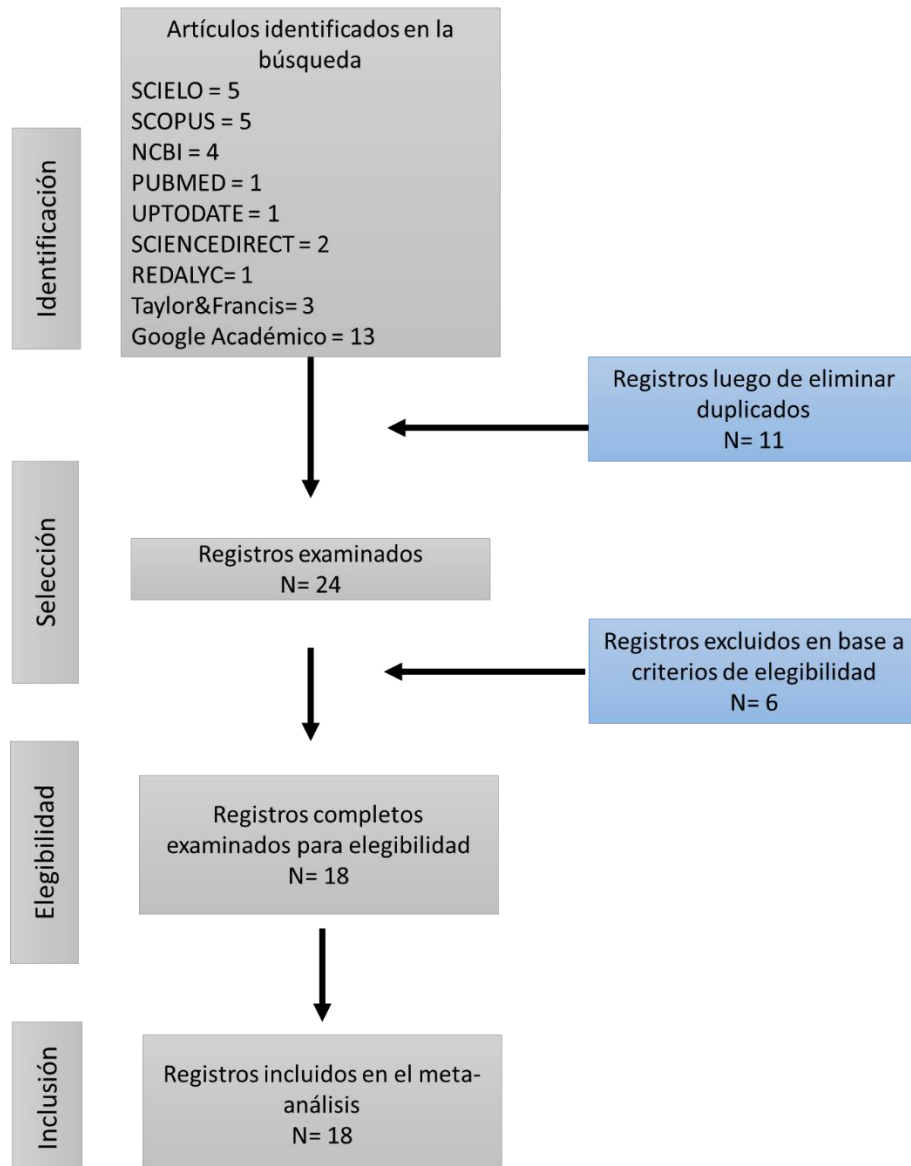 Identificación
Artículos identificados en la
búsqueda
SCIELO = 5
SCOPUS = 5
NCBI = 4
PUBMED = 1
UPTODATE = 1
SCIENCEDIRECT = 2
REDALYC= 1
Taylor&Francis= 3
Google Académico = 13
Registros luego de eliminar
duplicados
N= 11
Selección
Registros examinados
N= 24
Registros excluidos en base a
criterios de elegibilidad
N= 6
Elegibilidad
Registros completos
examinados para elegibilidad
N= 18
Inclusión
Registros incluidos en el meta-
análisis
N= 18